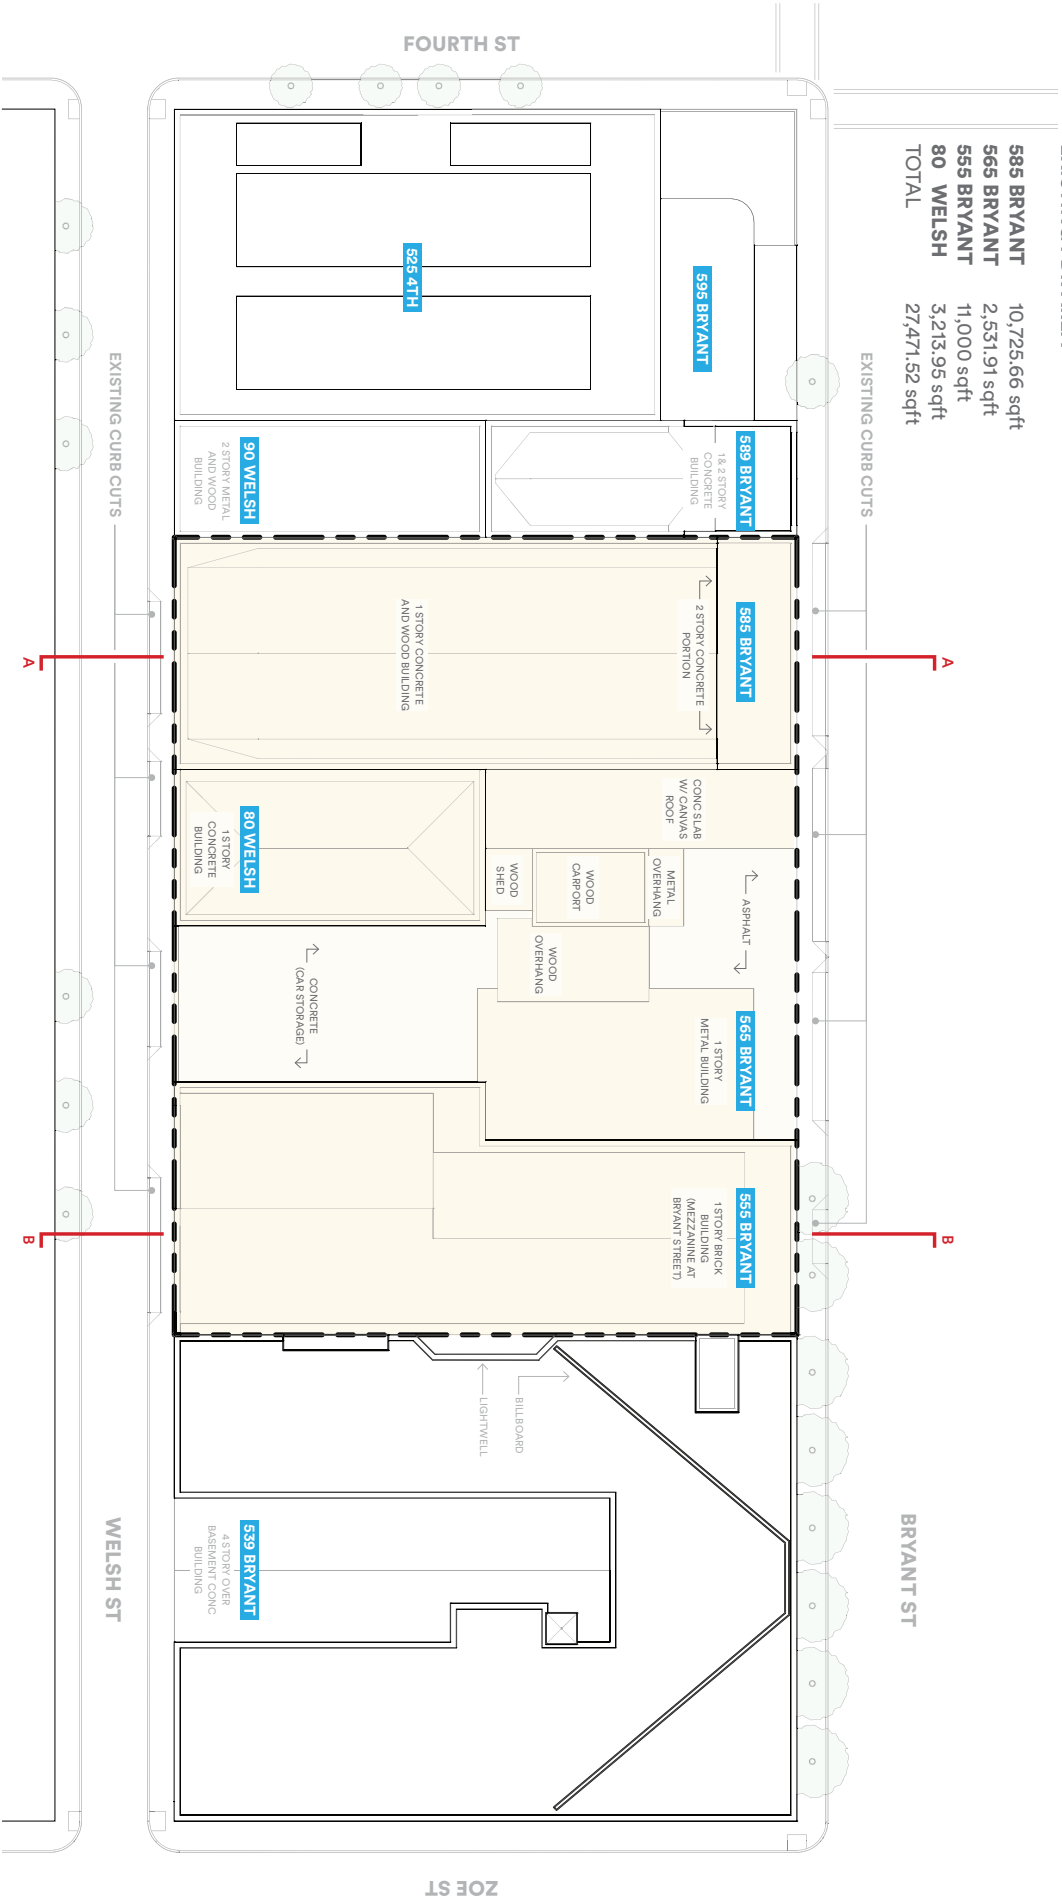 FOURTH ST
585 BRYANT 10,725.66 sqft
565 BRYANT 2,531.91 sqft
555 BRYANT 11,000 sqft
80 WELSH 3,213.95 sqft
TOTAL 27,471.52 sqft
EXISTING CURB CUTS
EXISTING CURB CUTS
525 4TH
595 BRYANT
90 WELSH
2 STORY METAL
AND WOOD
BUILDING
589 BRYANT
1 & 2 STORY
CONCRETE
BUILDING
585 BRYANT
2 STORY CONCRETE
PORTION
1 STORY CONCRETE
AND WOOD BUILDING
A
A
80 WELSH
1 STORY
CONCRETE
BUILDING
CONC SLAB
W/ CANVAS
ROOF
METAL
OVERHANG
WOOD
CARPORT
WOOD
SHED
ASPHALT
WOOD
OVERHANG
CONCRETE
(CAR STORAGE)
565 BRYANT
1 STORY
METAL BUILDING
555 BRYANT
1 STORY BRICK
BUILDING
(MEZZANINE AT
BRYANT STREET)
B
B
BILLBOARD
LIGHTWELL
539 BRYANT
4 STORY OVER
BASEMENT CONC
BUILDING
BRYANT ST
WELSH ST
ZOE ST